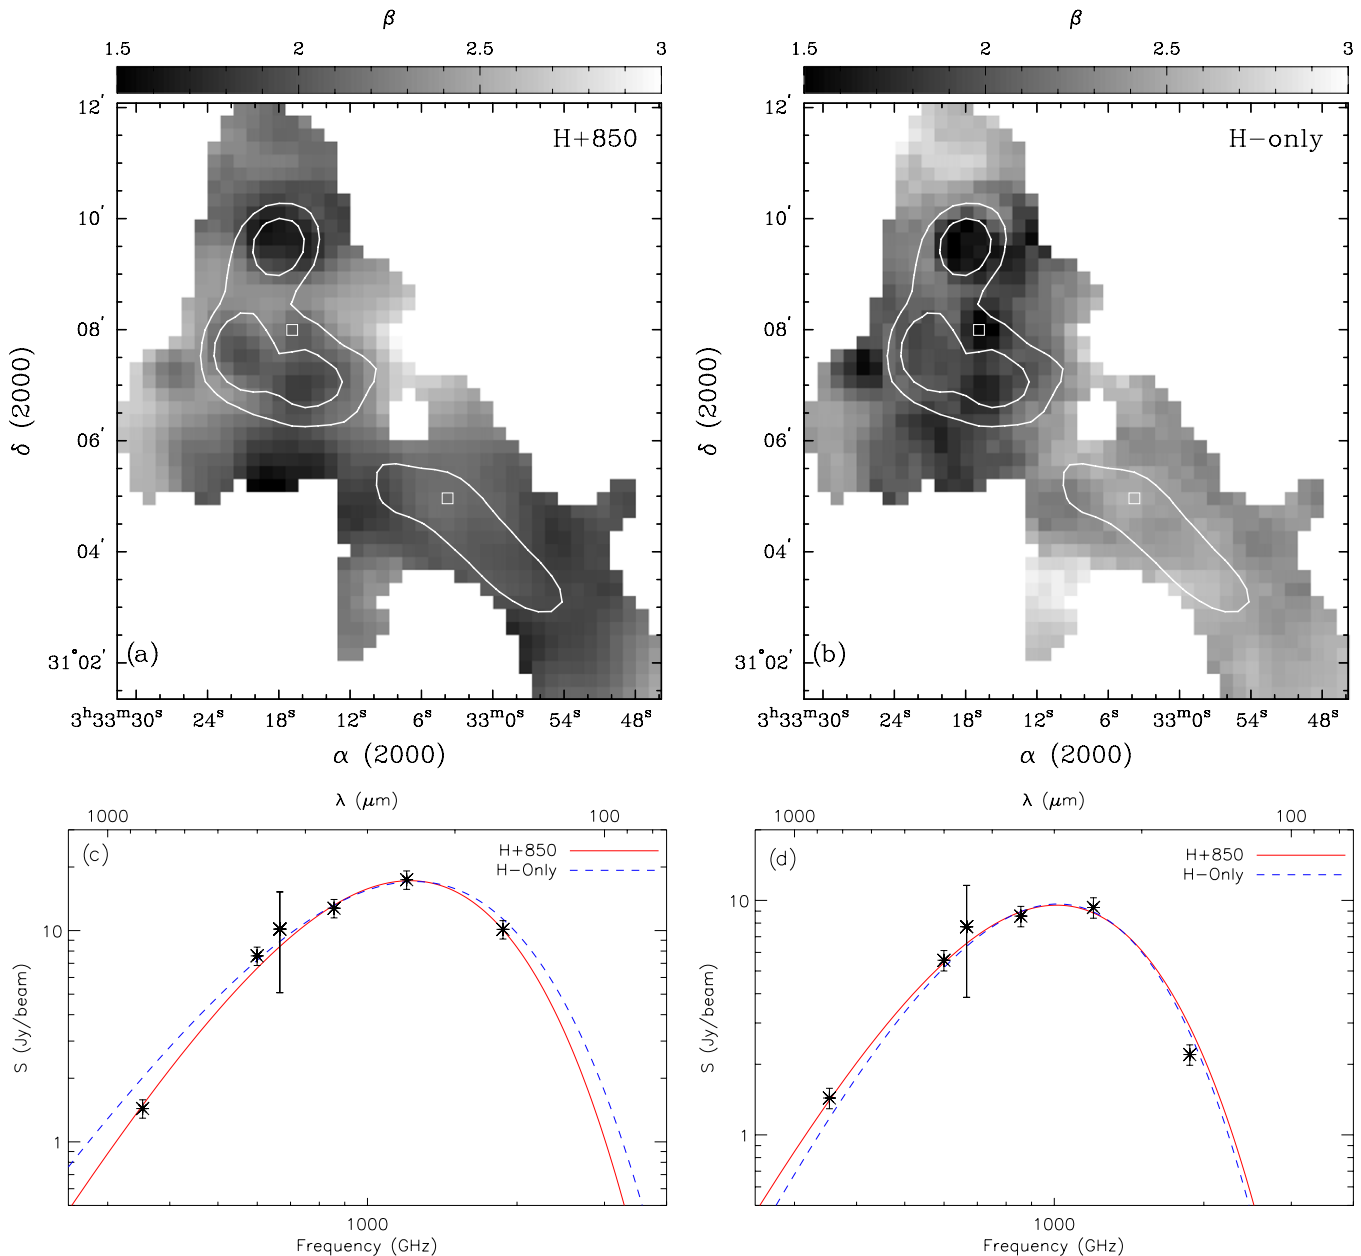 β
1.5 2 2.5 3
H+850
12′
10′
08′
06′
04′
31°02′
δ (2000)
(a)
3ʰ33ᵐ30ˢ 24ˢ 18ˢ 12ˢ 6ˢ 33ᵐ0ˢ 54ˢ 48ˢ
α (2000)
β
1.5 2 2.5 3
H−only
12′
10′
08′
06′
04′
31°02′
δ (2000)
(b)
3ʰ33ᵐ30ˢ 24ˢ 18ˢ 12ˢ 6ˢ 33ᵐ0ˢ 54ˢ 48ˢ
α (2000)
λ (μm)
1000 100
(c)
H+850
H−Only
10
1
S (Jy/beam)
1000
Frequency (GHz)
λ (μm)
1000 100
(d)
H+850
H−Only
10
1
S (Jy/beam)
1000
Frequency (GHz)